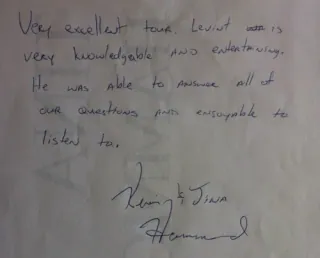 Very excellent tour. Levint is
very knowledgable AND entertaining.
He was Able to answer all of
our questions AND enjoyable to
listen to.
Kevin & Tina
Hammond